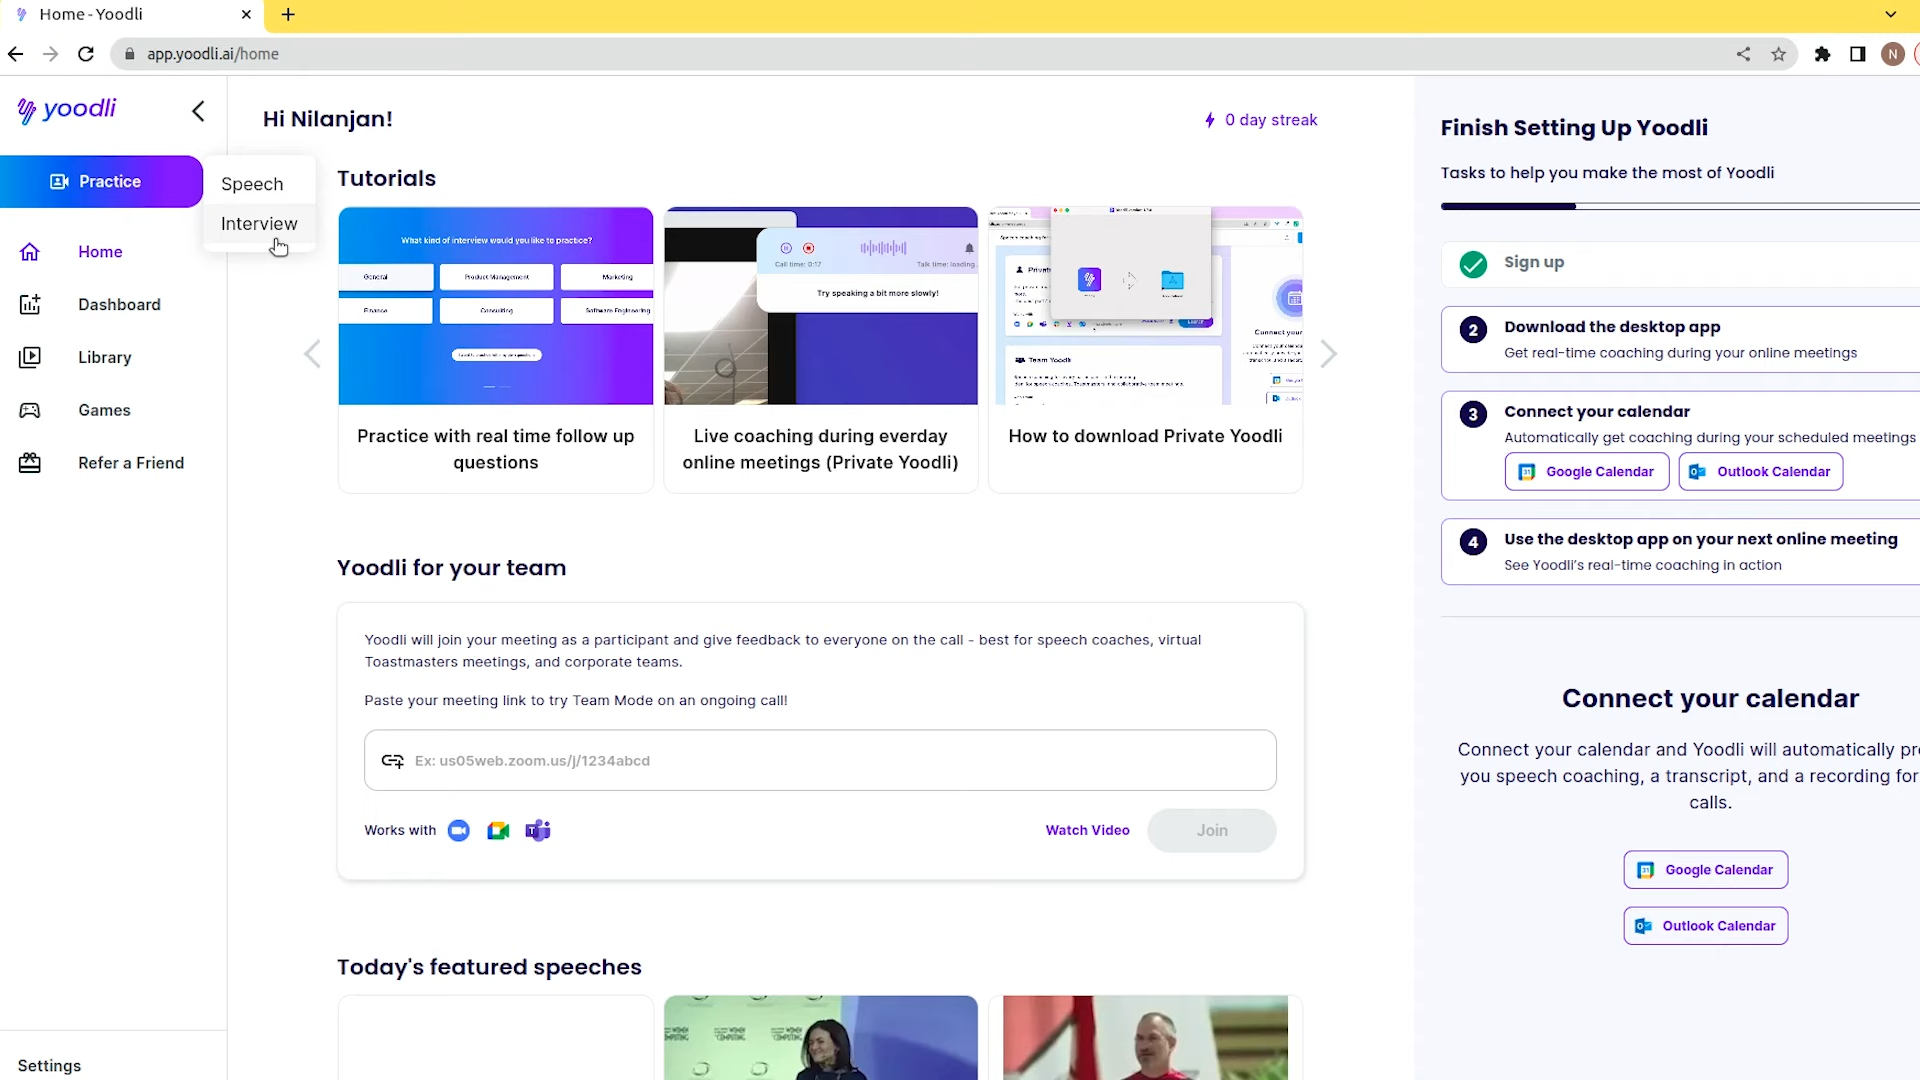 Home - Yoodli
app.yoodli.ai/home
N
yoodli
Practice
Speech
Interview
Home
Dashboard
Library
Games
Refer a Friend
Settings
Hi Nilanjan!
0 day streak
Tutorials
What kind of interview would you like to practice?
General
Product Management
Marketing
Finance
Consulting
Software Engineering
Practice with real time follow up
questions
Call time: 0:17
Talk time: loading
Try speaking a bit more slowly!
Live coaching during everday
online meetings (Private Yoodli)
Team Yoodli
How to download Private Yoodli
Yoodli for your team
Yoodli will join your meeting as a participant and give feedback to everyone on the call - best for speech coaches, virtual
Toastmasters meetings, and corporate teams.
Paste your meeting link to try Team Mode on an ongoing call!
Ex: us05web.zoom.us/j/1234abcd
Works with
Watch Video
Join
Today's featured speeches
Finish Setting Up Yoodli
Tasks to help you make the most of Yoodli
Sign up
2
Download the desktop app
Get real-time coaching during your online meetings
3
Connect your calendar
Automatically get coaching during your scheduled meetings
Google Calendar
Outlook Calendar
4
Use the desktop app on your next online meeting
See Yoodli's real-time coaching in action
Connect your calendar
Connect your calendar and Yoodli will automatically pr
you speech coaching, a transcript, and a recording for
calls.
Google Calendar
Outlook Calendar